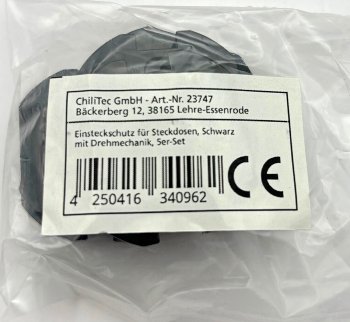 ChiliTec GmbH - Art.-Nr. 23747
Bäckerberg 12, 38165 Lehre-Essenrode
Einsteckschutz für Steckdosen, Schwarz
mit Drehmechanik, 5er-Set
CE
4 250416 340962